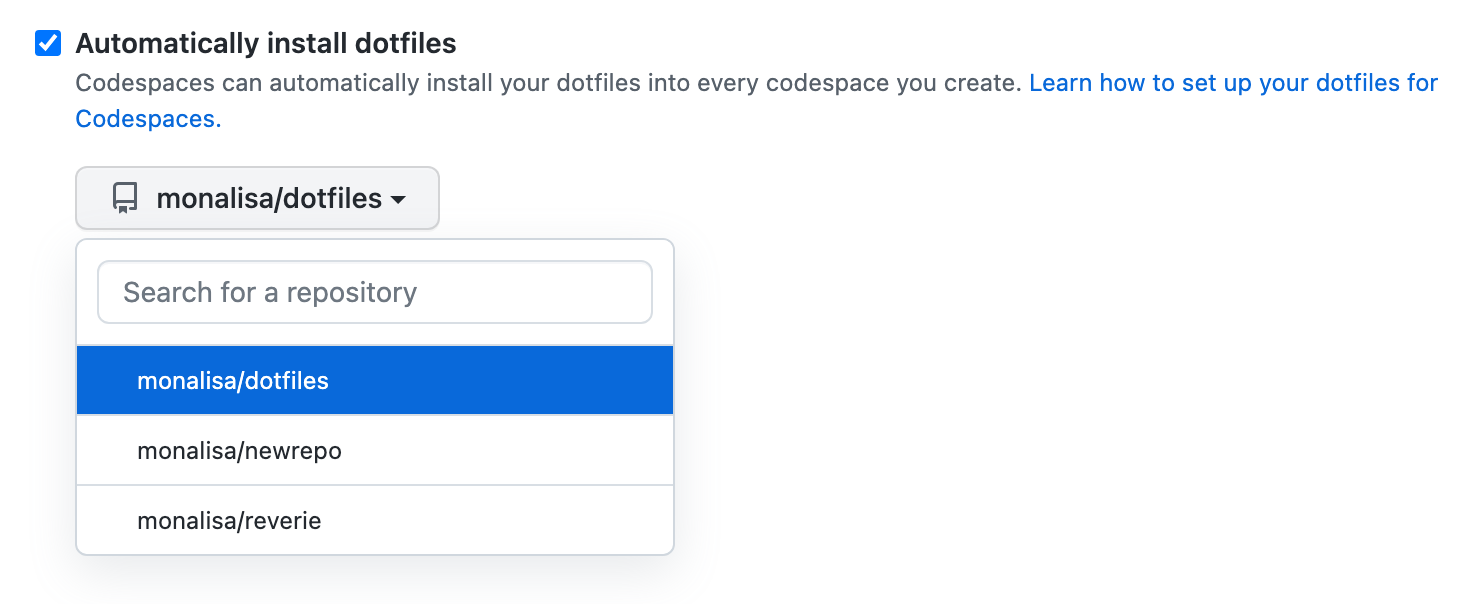 Automatically install dotfiles
Codespaces can automatically install your dotfiles into every codespace you create. Learn how to set up your dotfiles for
Codespaces.
monalisa/dotfiles
Search for a repository
monalisa/dotfiles
monalisa/newrepo
monalisa/reverie